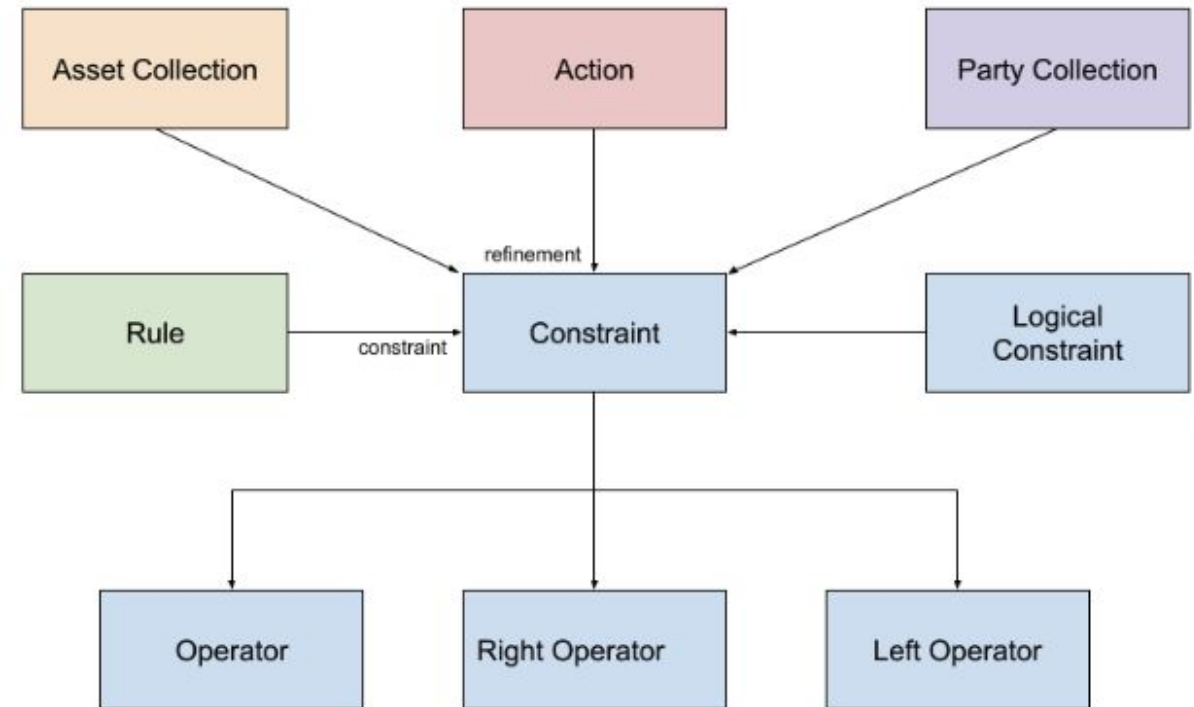 Asset Collection
Action
Party Collection
refinement
Rule
constraint
Constraint
Logical
Constraint
Operator
Right Operator
Left Operator